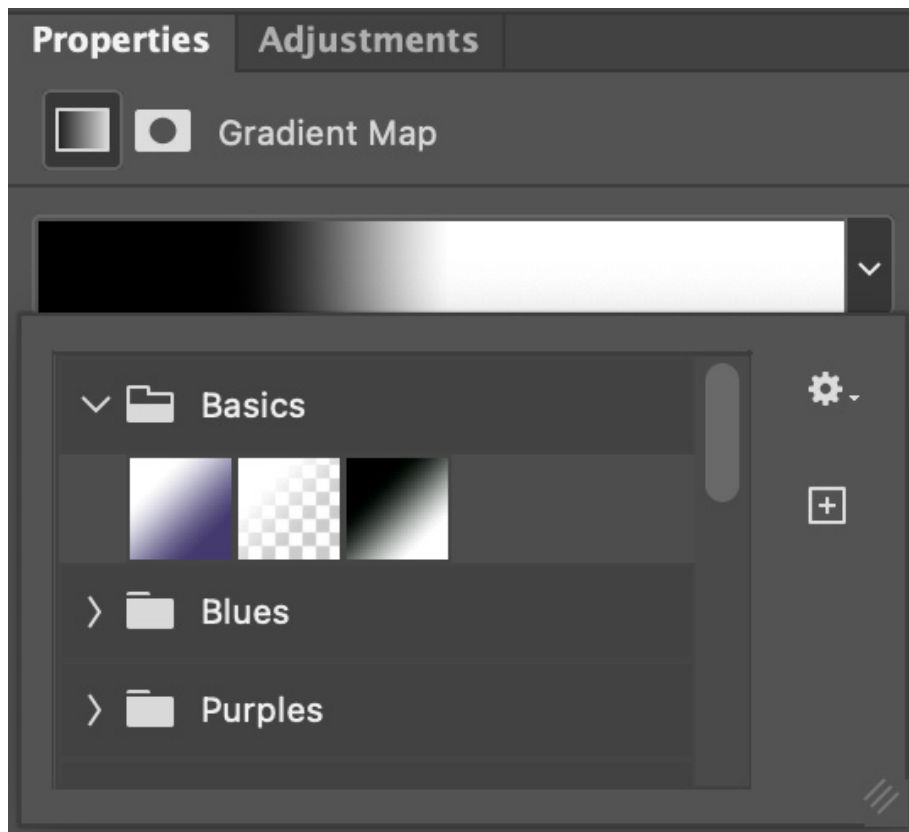 Properties
Adjustments
Gradient Map
Basics
Blues
Purples